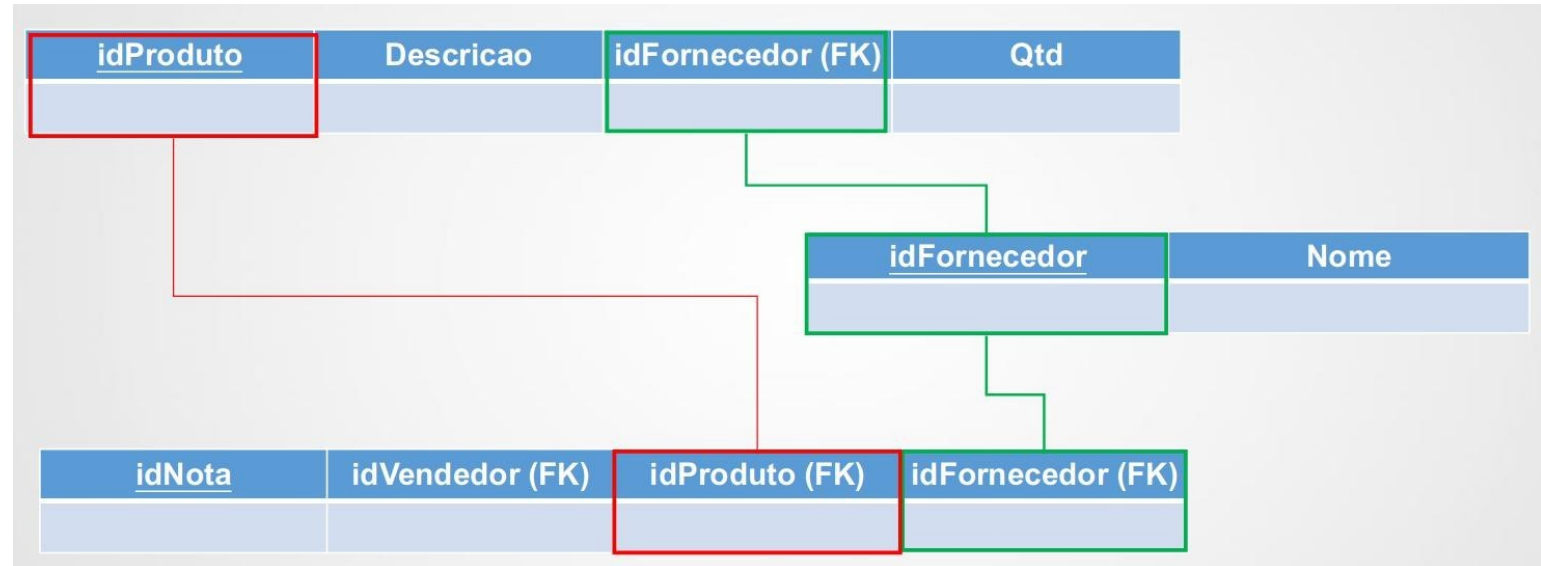 idProduto Descricao idFornecedor (FK) Qtd
idFornecedor Nome
idNota idVendedor (FK) idProduto (FK) idFornecedor (FK)